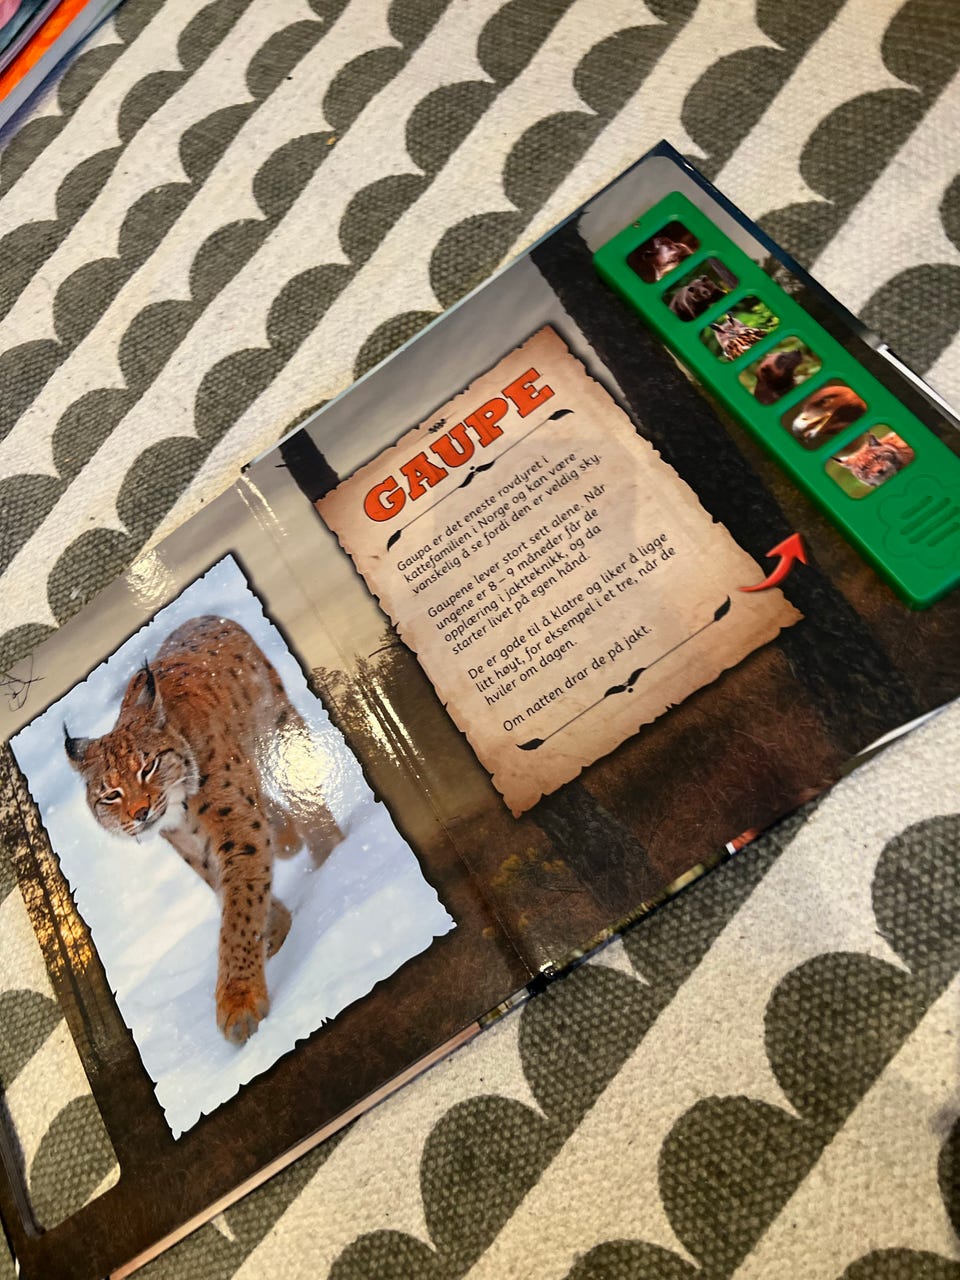 GAUPE
Gaupa er det eneste rovdyret i
kattefamilien i Norge og kan være
vanskelig å se fordi den er veldig sky.
Gaupene lever stort sett alene. Når
ungene er 8 – 9 måneder får de
opplæring i jaktteknikk, og da
starter livet på egen hånd.
De er gode til å klatre og liker å ligge
litt høyt, for eksempel i et tre, når de
hviler om dagen.
Om natten drar de på jakt.